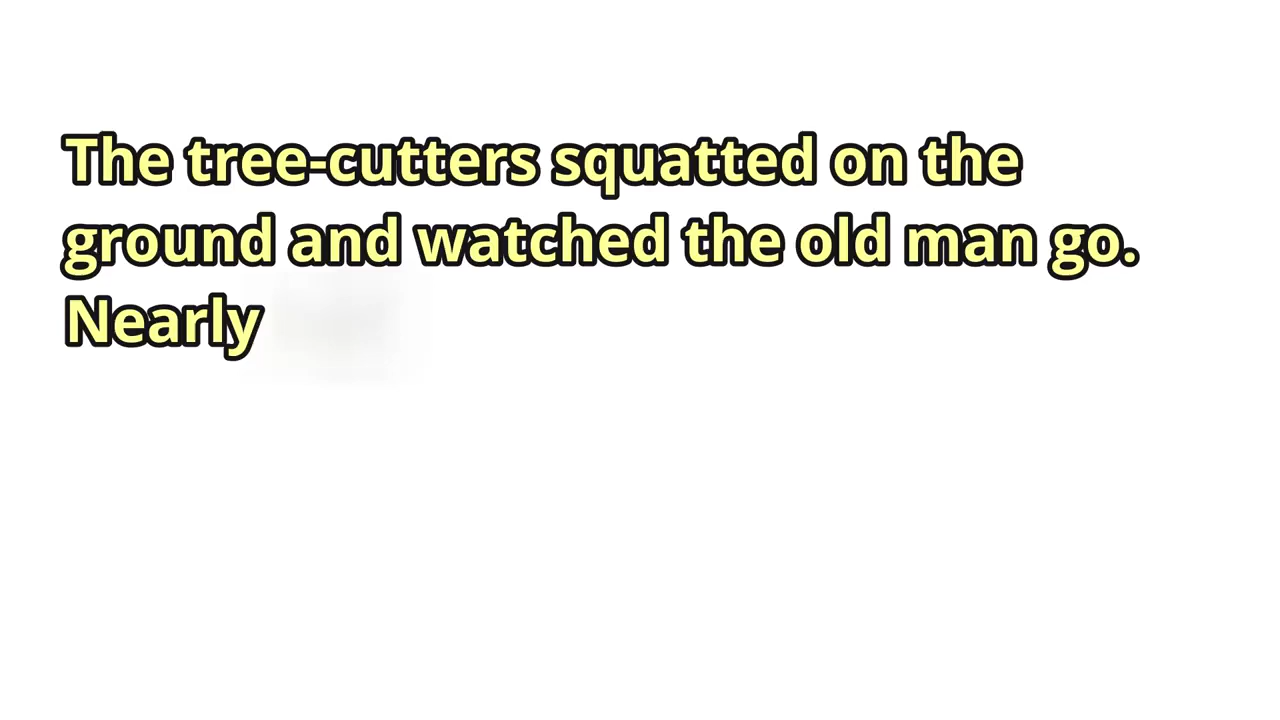 The tree-cutters squatted on the
ground and watched the old man go.
Nearly